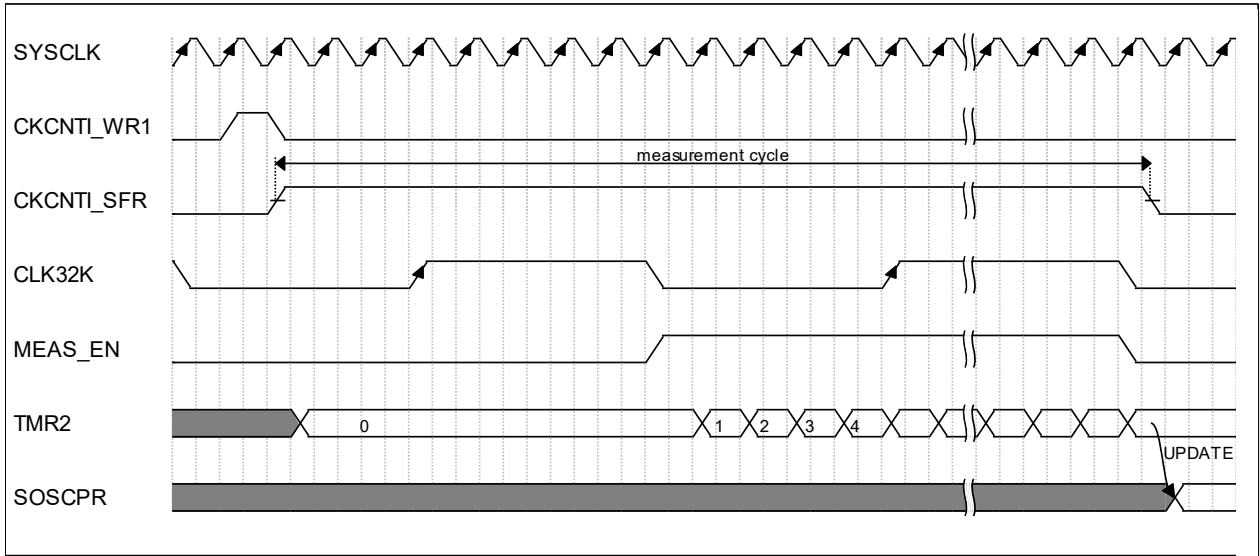 SYSCLK
CKCNTI_WR1
measurement cycle
CKCNTI_SFR
CLK32K
MEAS_EN
TMR2
0
1
2
3
4
UPDATE
SOSCPR